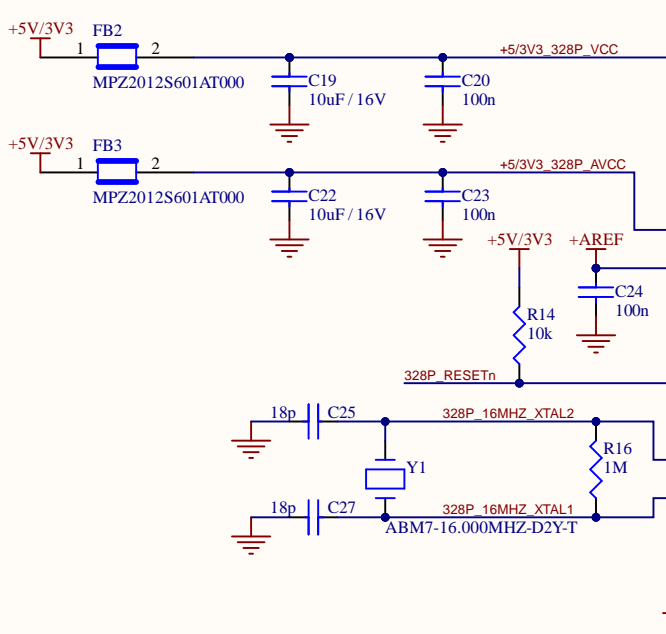 +5V/3V3
FB2
1
2
+5/3V3_328P_VCC
MPZ2012S601AT000
C19
10uF / 16V
C20
100n
+5V/3V3
FB3
1
2
+5/3V3_328P_AVCC
MPZ2012S601AT000
C22
10uF / 16V
C23
100n
+5V/3V3
+AREF
C24
100n
R14
10k
328P_RESETn
18p
C25
328P_16MHZ_XTAL2
Y1
R16
1M
18p
C27
328P_16MHZ_XTAL1
ABM7-16.000MHZ-D2Y-T